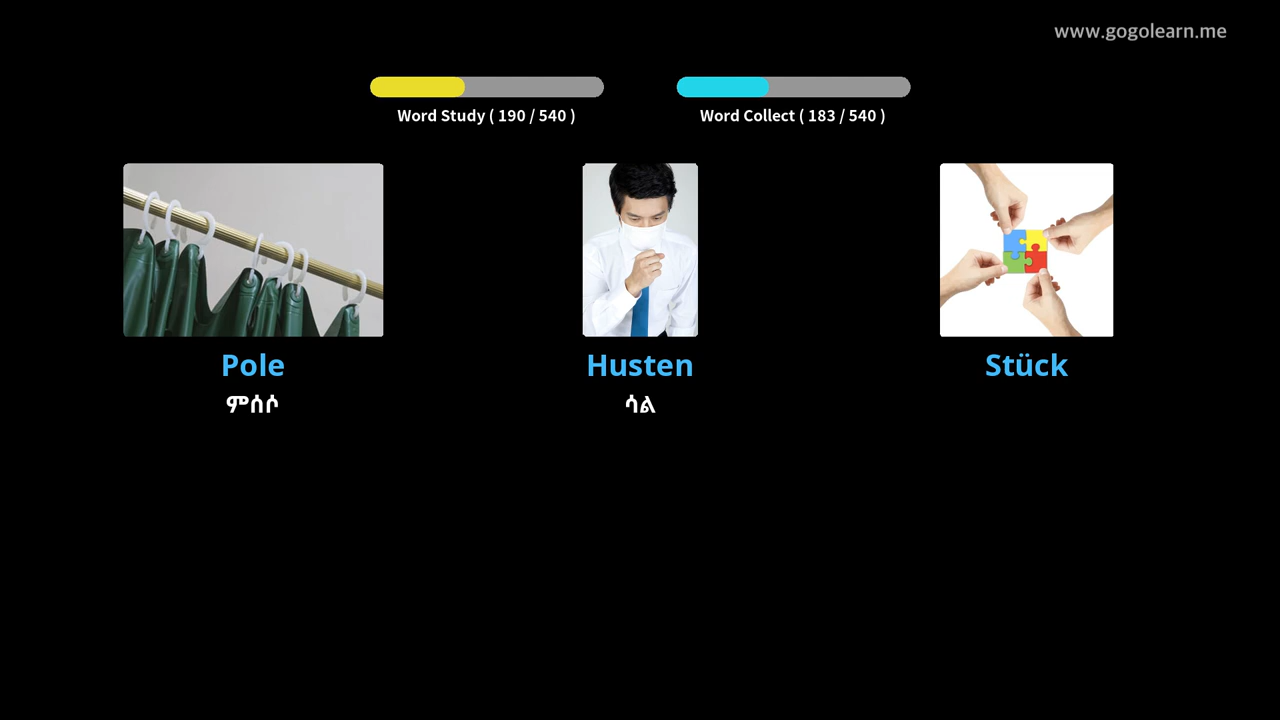 www.gogolearn.me
Word Study ( 190 / 540 )
Word Collect ( 183 / 540 )
Pole
Husten
Stück
ምሰሶ
ሳል